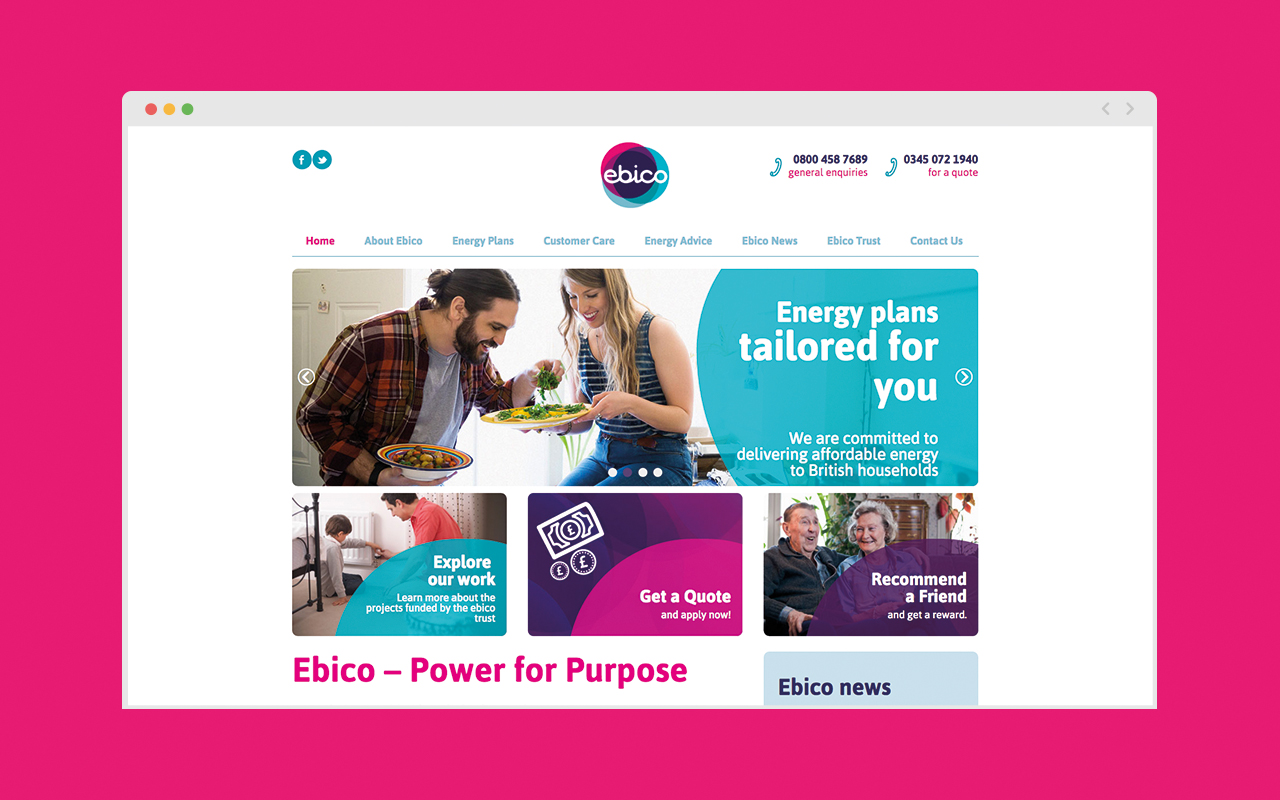 f
ebico
0800 458 7689
general enquiries
0345 072 1940
for a quote
Home
About Ebico
Energy Plans
Customer Care
Energy Advice
Ebico News
Ebico Trust
Contact Us
Energy plans
tailored for
you
We are committed to
delivering affordable energy
to British households
Explore
our work
Learn more about the
projects funded by the ebico
trust
£
£
£
Get a Quote
and apply now!
Recommend
a Friend
and get a reward.
Ebico – Power for Purpose
Ebico news